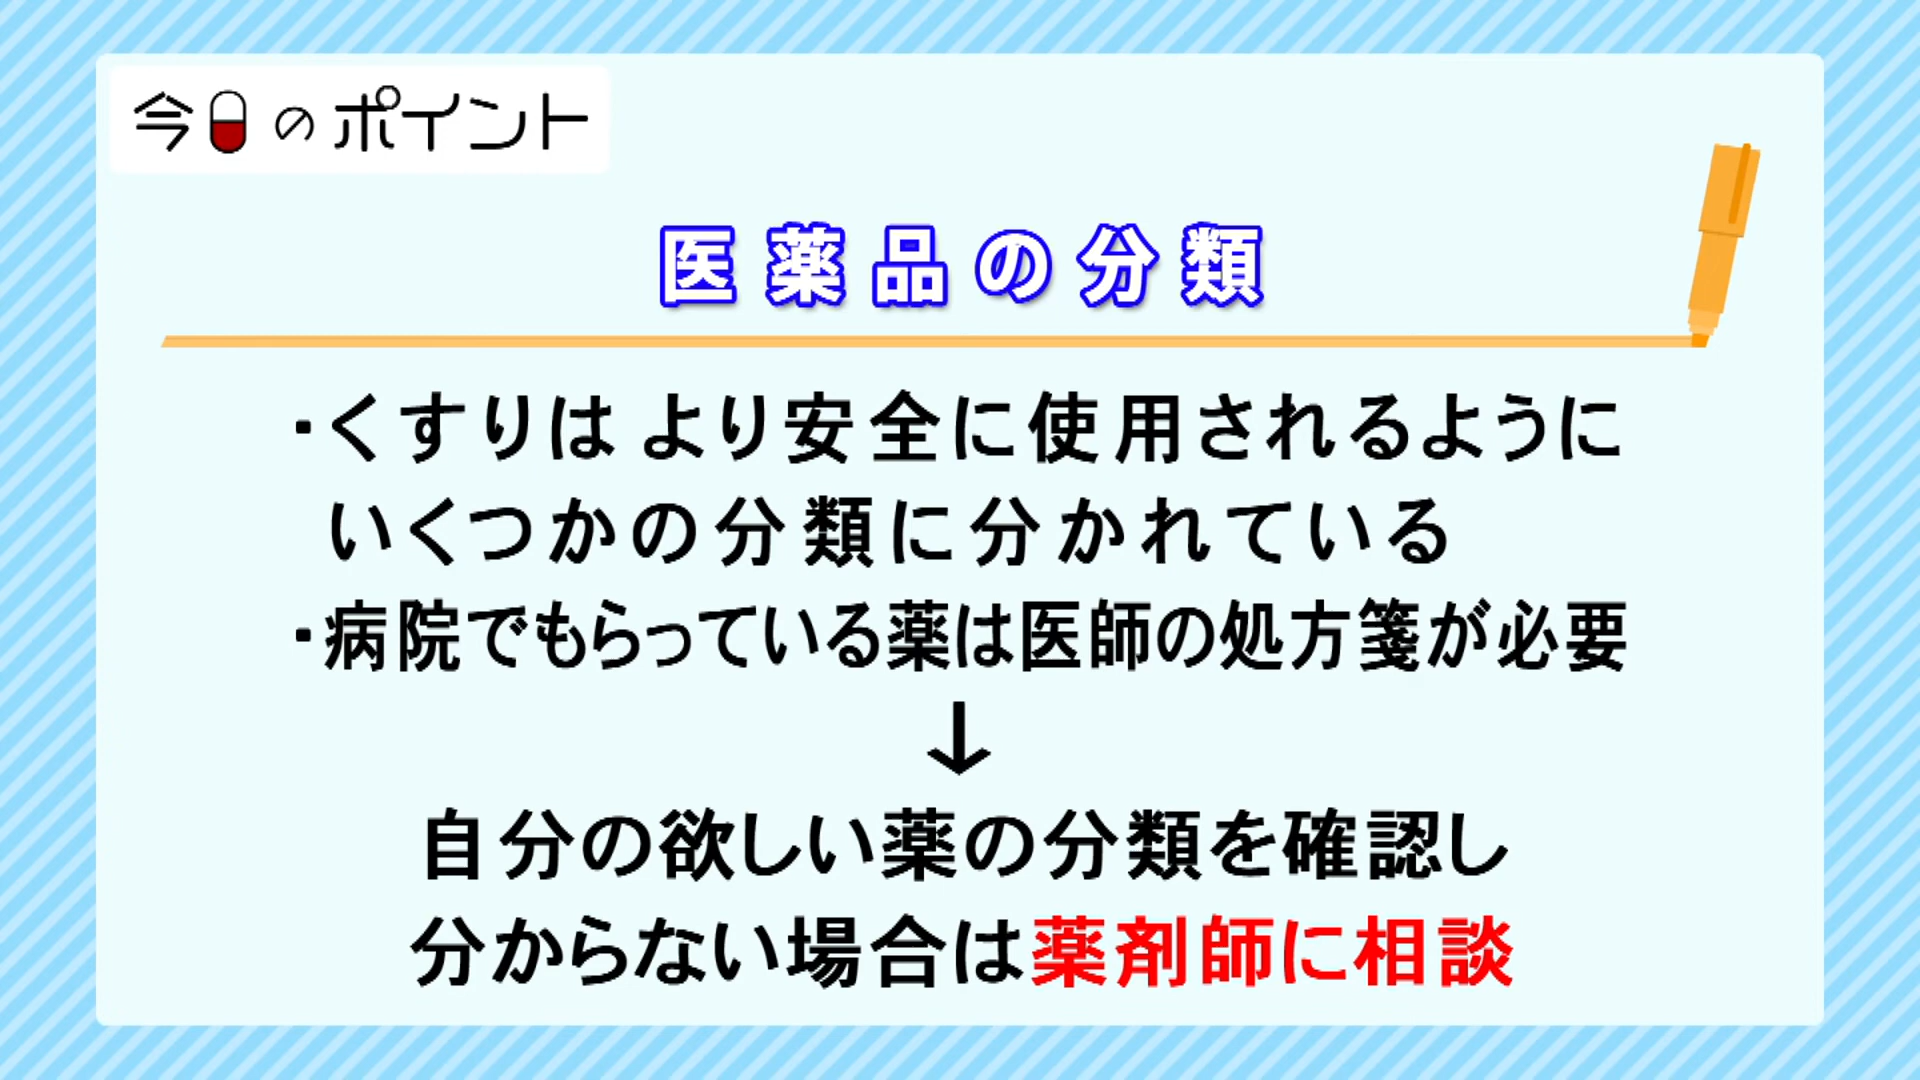 今日のポイント
医薬品の分類
・くすりは より安全に使用されるように
いくつかの分類に分かれている
・病院でもらっている薬は医師の処方箋が必要
↓
自分の欲しい薬の分類を確認し
分からない場合は薬剤師に相談